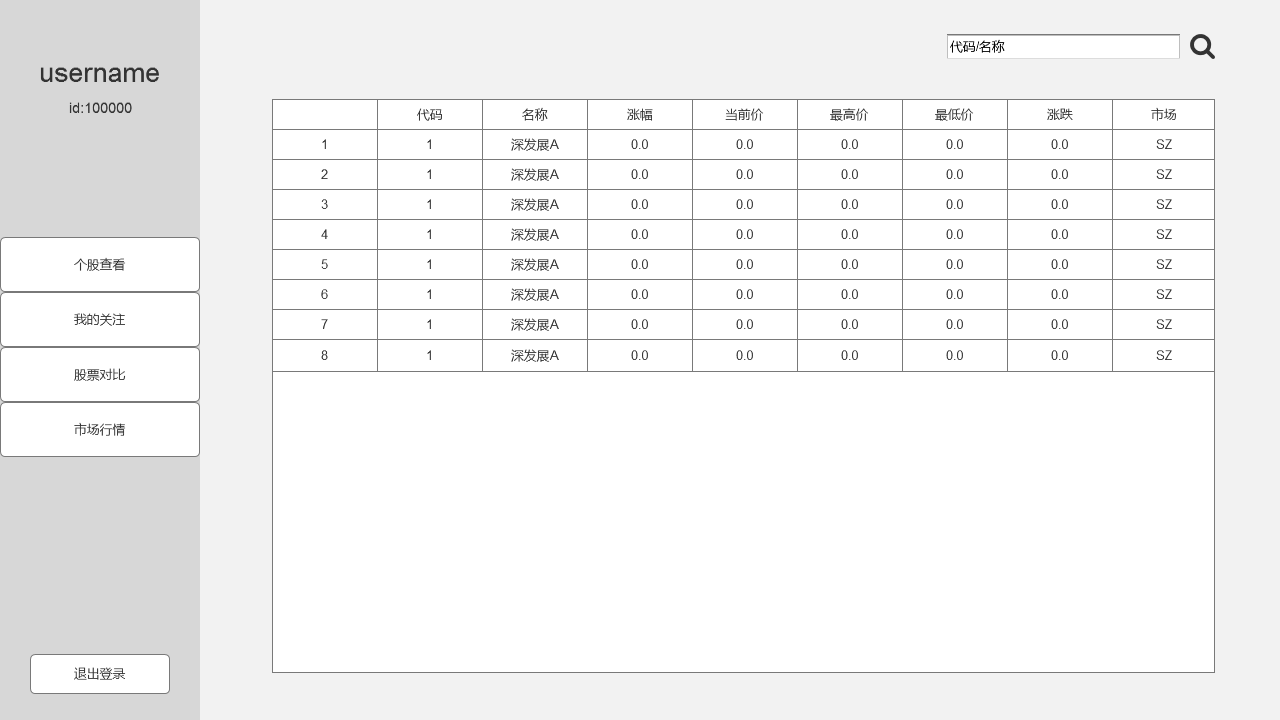 username
id:100000
个股查看
我的关注
股票对比
市场行情
退出登录
代码/名称
代码 名称 涨幅 当前价 最高价 最低价 涨跌 市场
1 1 深发展A 0.0 0.0 0.0 0.0 0.0 SZ
2 1 深发展A 0.0 0.0 0.0 0.0 0.0 SZ
3 1 深发展A 0.0 0.0 0.0 0.0 0.0 SZ
4 1 深发展A 0.0 0.0 0.0 0.0 0.0 SZ
5 1 深发展A 0.0 0.0 0.0 0.0 0.0 SZ
6 1 深发展A 0.0 0.0 0.0 0.0 0.0 SZ
7 1 深发展A 0.0 0.0 0.0 0.0 0.0 SZ
8 1 深发展A 0.0 0.0 0.0 0.0 0.0 SZ